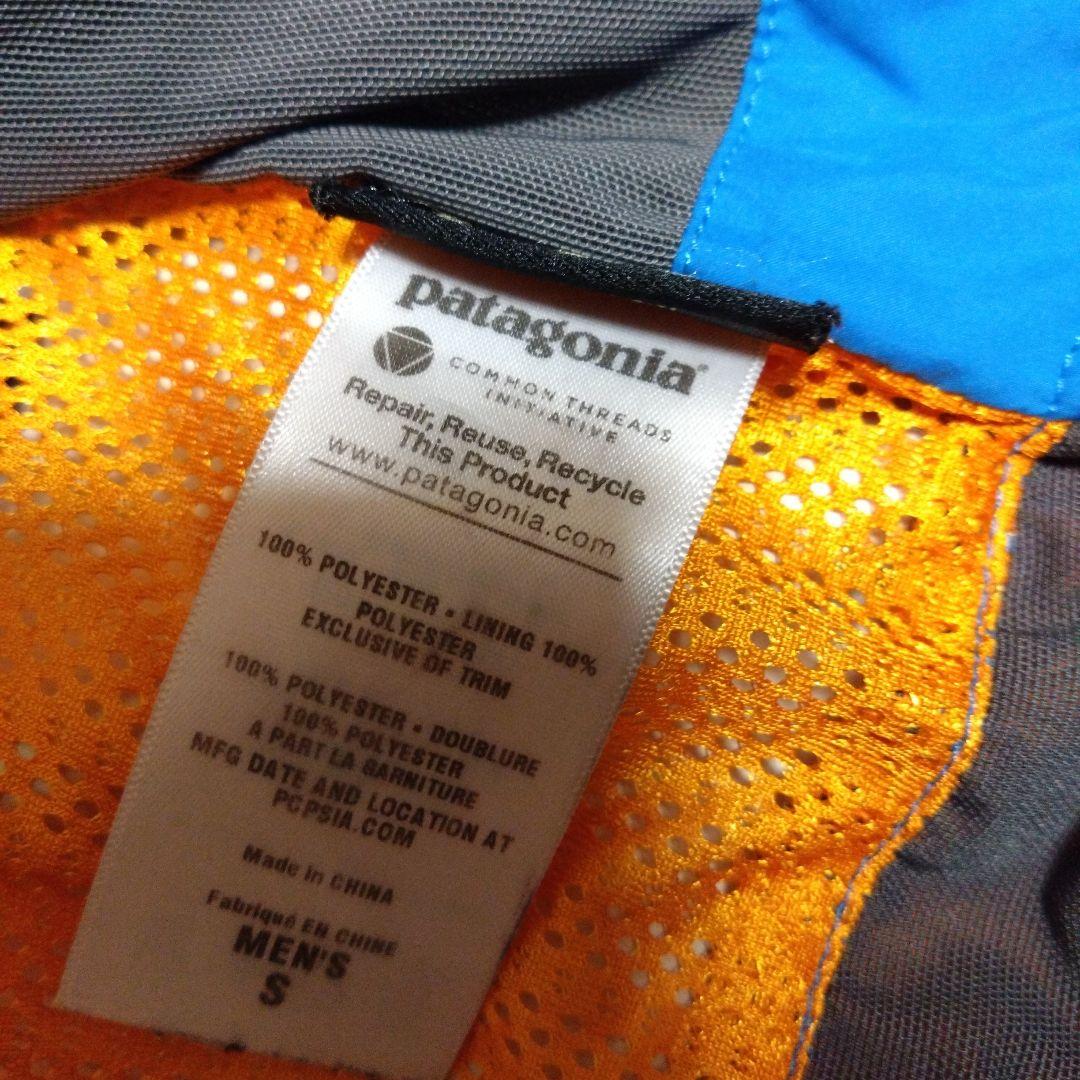 patagonia®
COMMON THREADS
INITIATIVE
Repair, Reuse, Recycle
This Product
www.patagonia.com
100% POLYESTER • LINING 100%
POLYESTER
EXCLUSIVE OF TRIM
100% POLYESTER • DOUBLURE
100% POLYESTER
A PART LA GARNITURE
MFG DATE AND LOCATION AT
PCPSIA.COM
Made in CHINA
Fabriqué EN CHINE
MEN'S
S